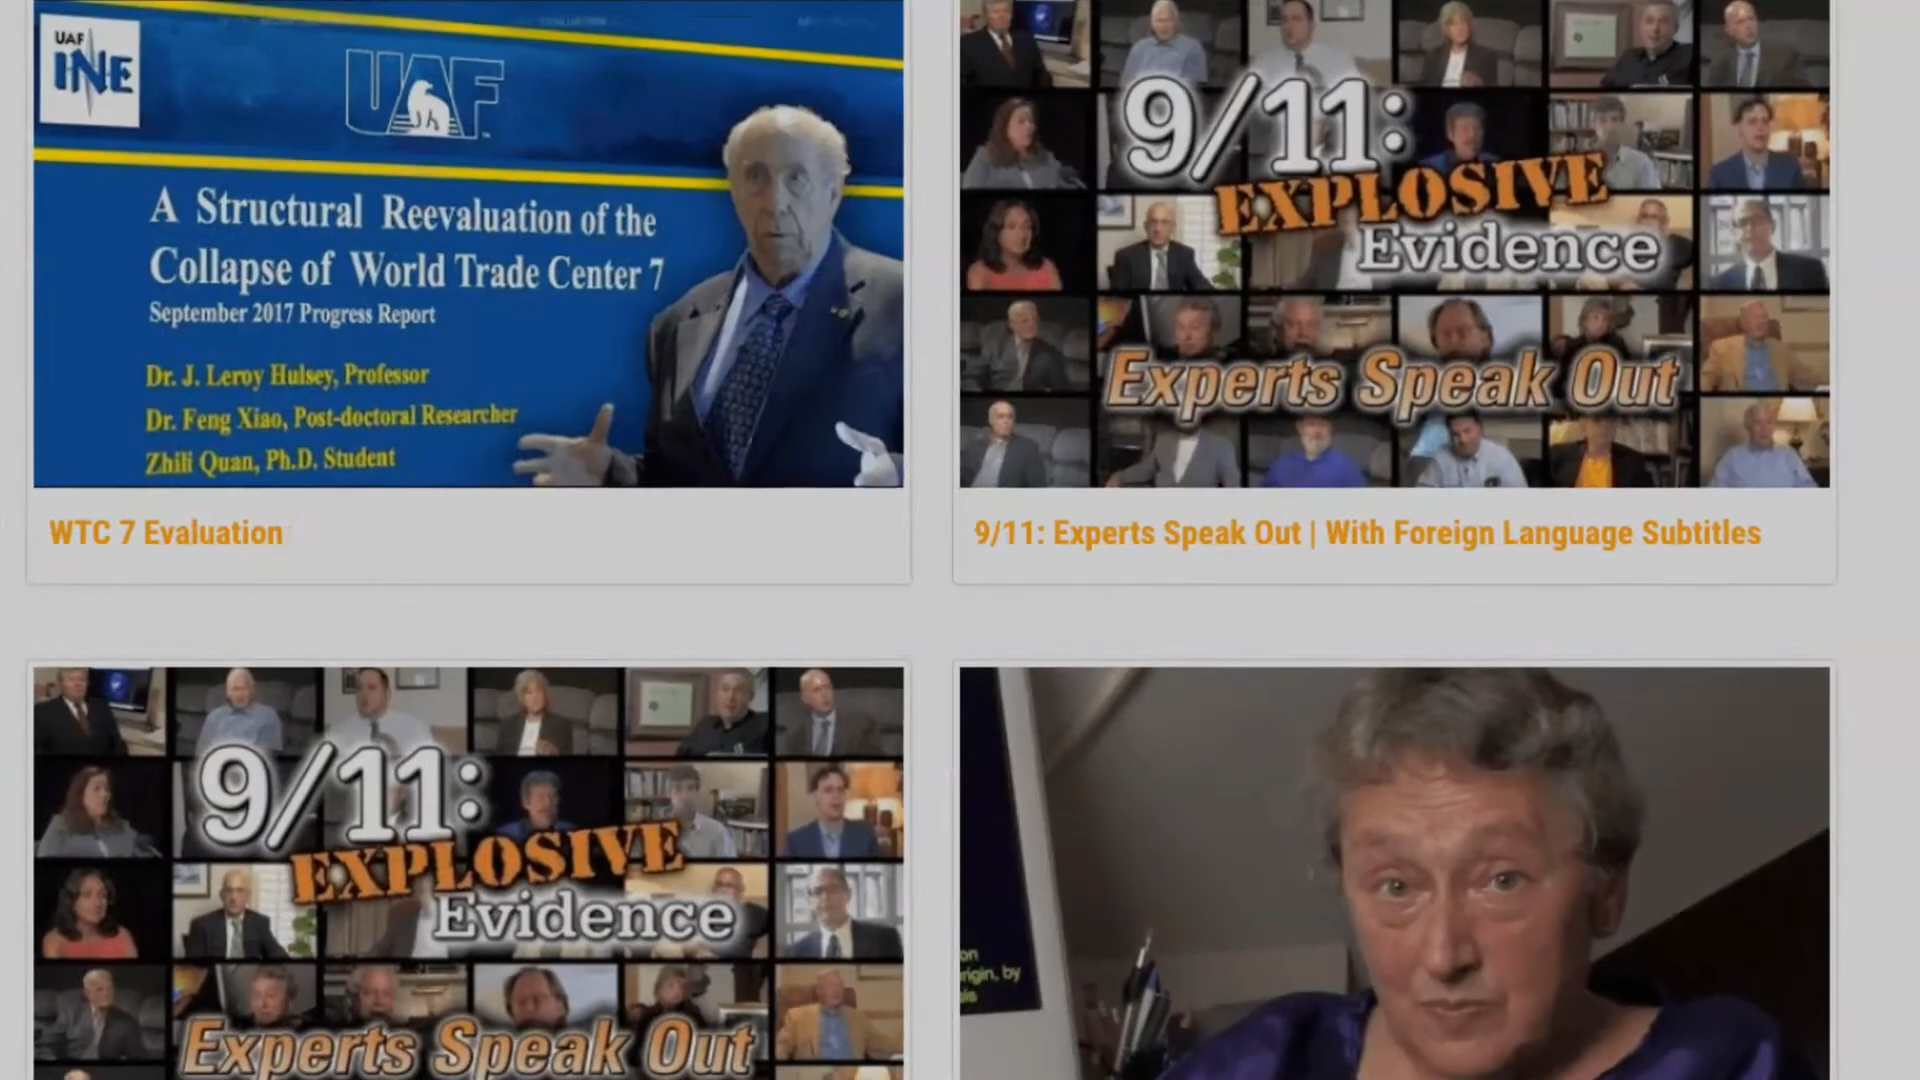 UAF
INE
UAF
A Structural Reevaluation of the
Collapse of World Trade Center 7
September 2017 Progress Report
Dr. J. Leroy Hulsey, Professor
Dr. Feng Xiao, Post-doctoral Researcher
Zhili Quan, Ph.D. Student
WTC 7 Evaluation
9/11:
EXPLOSIVE
Evidence
Experts Speak Out
9/11: Experts Speak Out | With Foreign Language Subtitles
9/11:
EXPLOSIVE
Evidence
Experts Speak Out
on
rigin, by